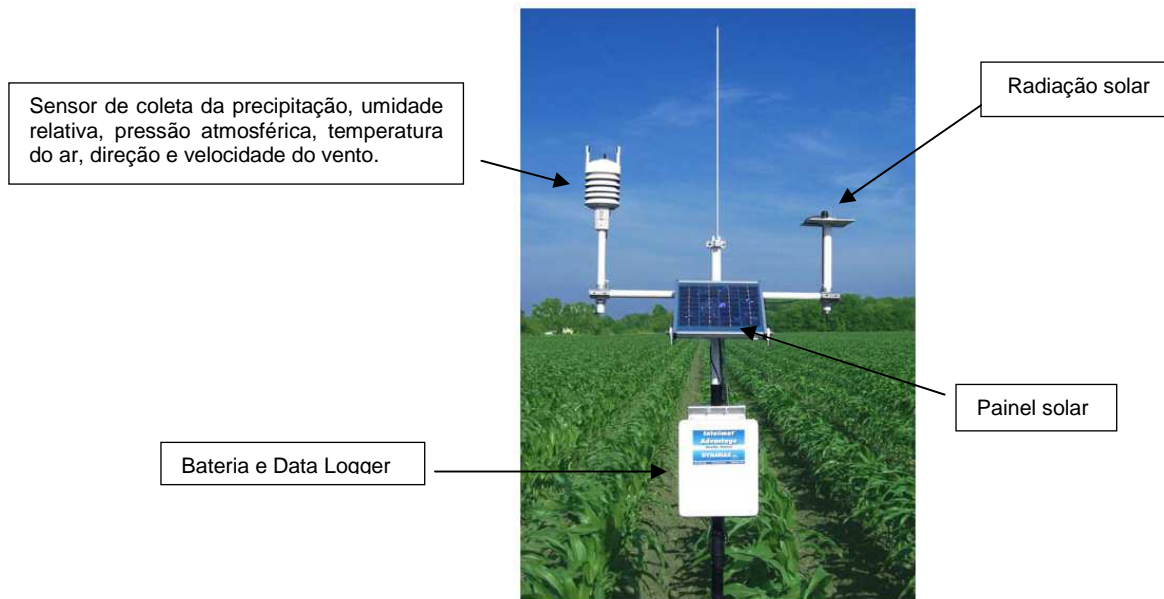 Sensor de coleta da precipitação, umidade
relativa, pressão atmosférica, temperatura
do ar, direção e velocidade do vento.
Radiação solar
Painel solar
Bateria e Data Logger
Intelimet
Advantage
DYNAMAX